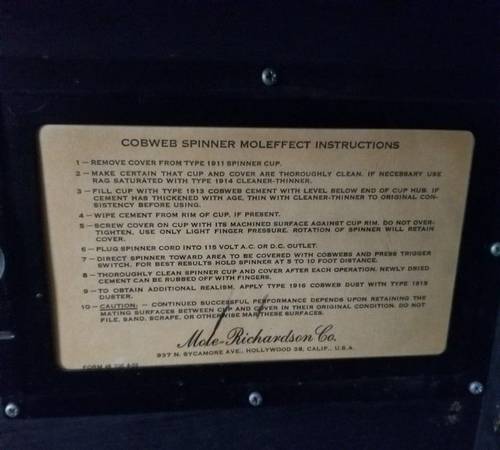 COBWEB SPINNER MOLEFFECT INSTRUCTIONS
1 — REMOVE COVER FROM TYPE 1911 SPINNER CUP.
2 — MAKE CERTAIN THAT CUP AND COVER ARE THOROUGHLY CLEAN. IF NECESSARY USE
RAG SATURATED WITH TYPE 1914 CLEANER-THINNER.
3 — FILL CUP WITH TYPE 1913 COBWEB CEMENT WITH LEVEL BELOW END OF CUP HUB. IF
CEMENT HAS THICKENED WITH AGE, THIN WITH CLEANER-THINNER TO ORIGINAL CON-
SISTENCY BEFORE USING.
4 — WIPE CEMENT FROM RIM OF CUP, IF PRESENT.
5 — SCREW COVER ON CUP WITH ITS MACHINED SURFACE AGAINST CUP RIM. DO NOT OVER-
TIGHTEN, USE ONLY LIGHT FINGER PRESSURE. ROTATION OF SPINNER WILL RETAIN
COVER.
6 — PLUG SPINNER CORD INTO 115 VOLT A.C. OR D.C. OUTLET.
7 — DIRECT SPINNER TOWARD AREA TO BE COVERED WITH COBWEBS AND PRESS TRIGGER
SWITCH. FOR BEST RESULTS HOLD SPINNER AT 5 TO 10 FOOT DISTANCE.
8 — THOROUGHLY CLEAN SPINNER CUP AND COVER AFTER EACH OPERATION. NEWLY DRIED
CEMENT CAN BE RUBBED OFF WITH FINGERS.
9 — TO OBTAIN ADDITIONAL REALISM, APPLY TYPE 1916 COBWEB DUST WITH TYPE 1915
DUSTER.
10 — CAUTION: — CONTINUED SUCCESSFUL PERFORMANCE DEPENDS UPON RETAINING THE
MATING SURFACES BETWEEN CUP AND COVER IN THEIR ORIGINAL CONDITION. DO NOT
FILE, SAND, SCRAPE, OR OTHERWISE MAR THESE SURFACES.
Mole-Richardson Co.
937 N. SYCAMORE AVE., HOLLYWOOD 38, CALIF., U.S.A.
FORM